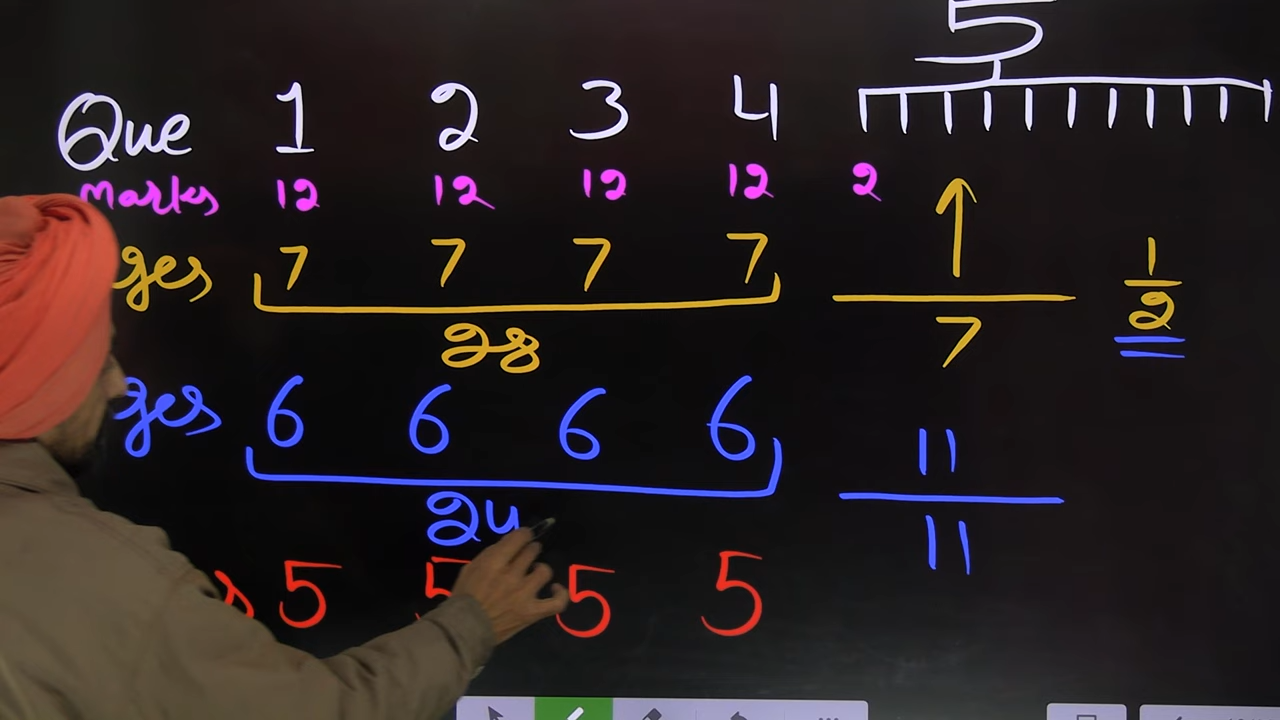 5
Que 1 2 3 4
Marks 12 12 12 12 2
ges 7 7 7 7
28 7 1/2
ges 6 6 6 6 11
24 11
s 5 5 5 5